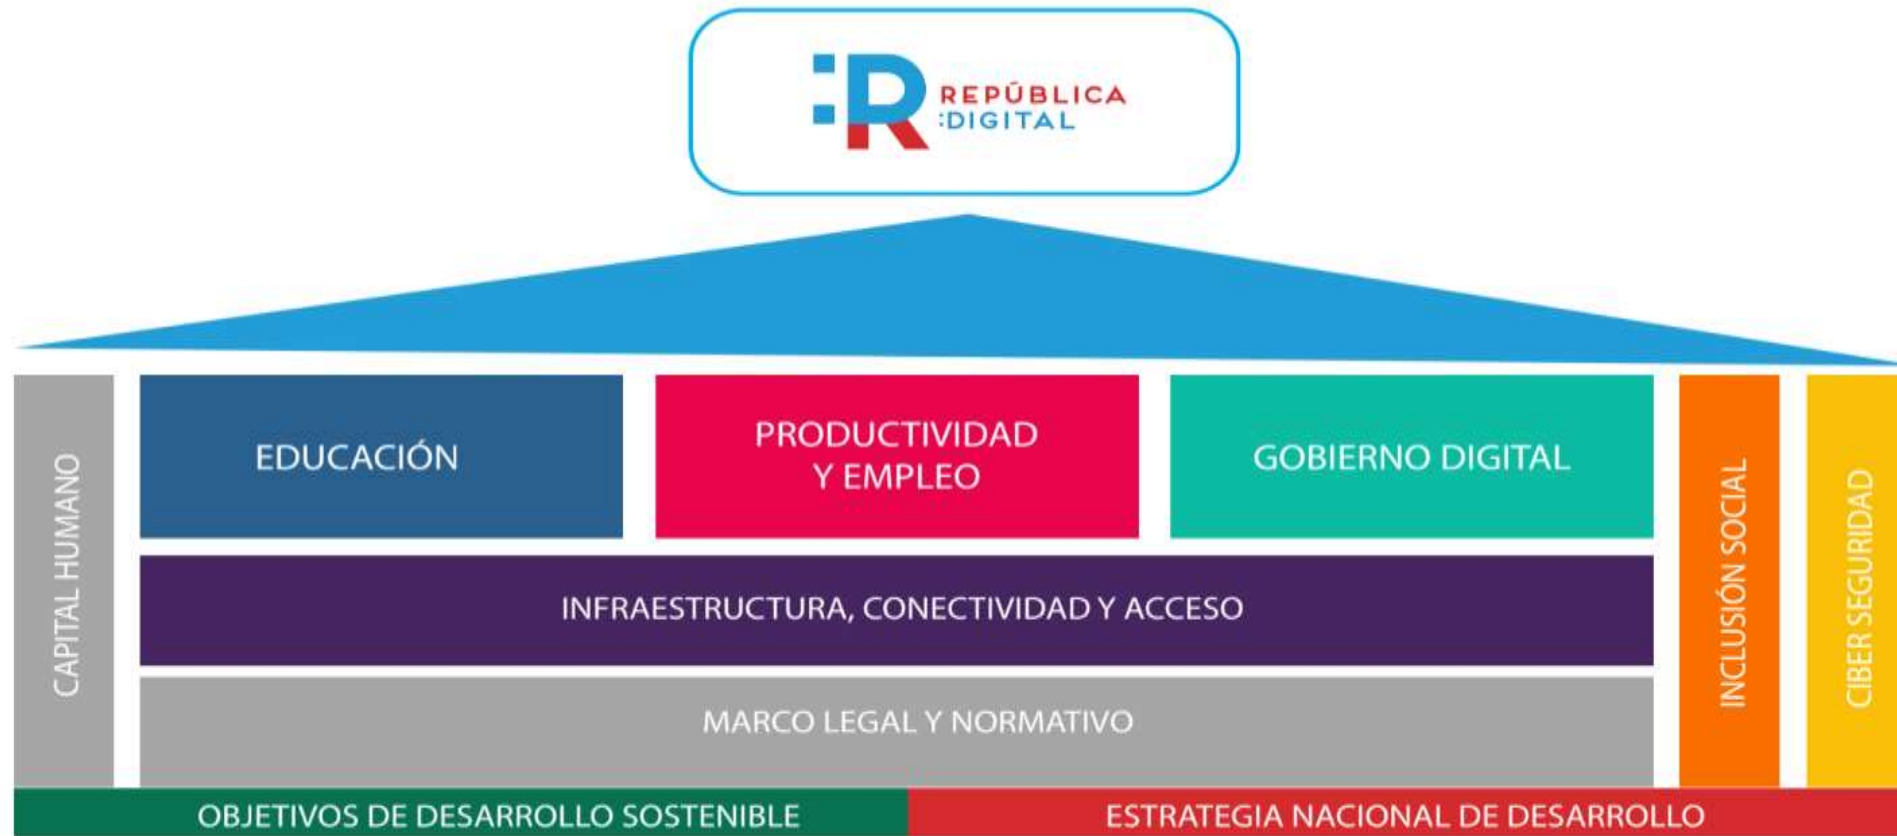 REPÚBLICA
:DIGITAL
CAPITAL HUMANO
EDUCACIÓN
PRODUCTIVIDAD
Y EMPLEO
GOBIERNO DIGITAL
INCLUSIÓN SOCIAL
CIBER SEGURIDAD
INFRAESTRUCTURA, CONECTIVIDAD Y ACCESO
MARCO LEGAL Y NORMATIVO
OBJETIVOS DE DESARROLLO SOSTENIBLE
ESTRATEGIA NACIONAL DE DESARROLLO